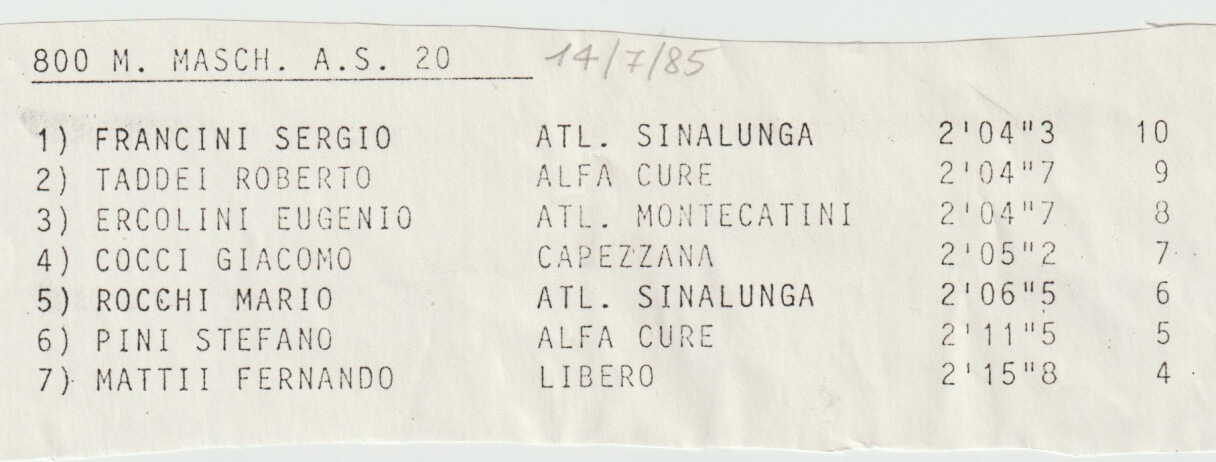 800 M. MASCH. A.S. 20 14/7/85
1) FRANCINI SERGIO ATL. SINALUNGA 2'04"3 10
2) TADDEI ROBERTO ALFA CURE 2'04"7 9
3) ERCOLINI EUGENIO ATL. MONTECATINI 2'04"7 8
4) COCCI GIACOMO CAPEZZANA 2'05"2 7
5) ROCCHI MARIO ATL. SINALUNGA 2'06"5 6
6) PINI STEFANO ALFA CURE 2'11"5 5
7) MATTII FERNANDO LIBERO 2'15"8 4